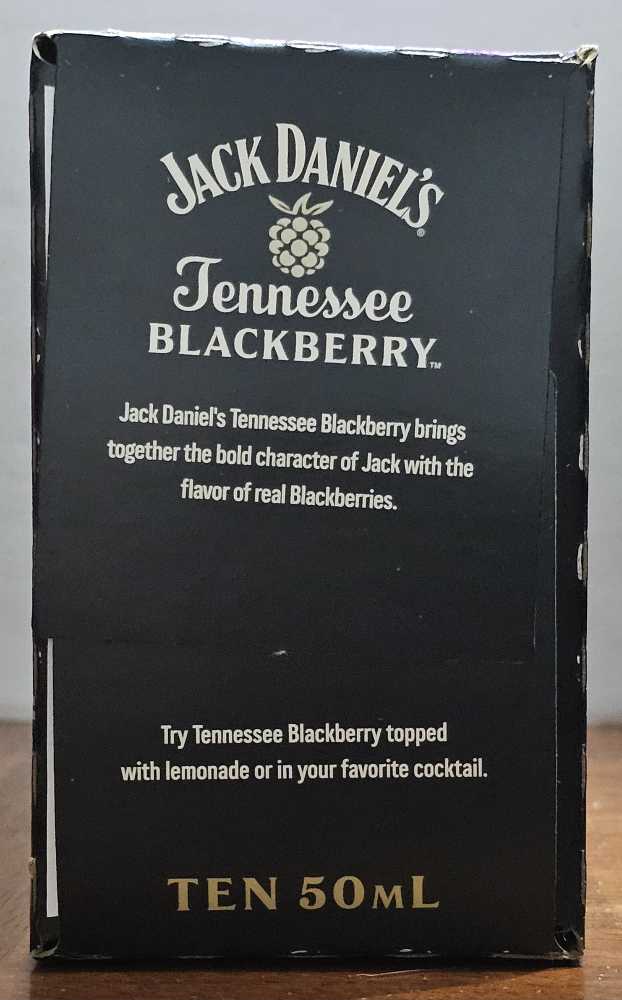 JACK DANIEL'S®
Tennessee
BLACKBERRY™
Jack Daniel's Tennessee Blackberry brings
together the bold character of Jack with the
flavor of real Blackberries.
Try Tennessee Blackberry topped
with lemonade or in your favorite cocktail.
TEN 50mL